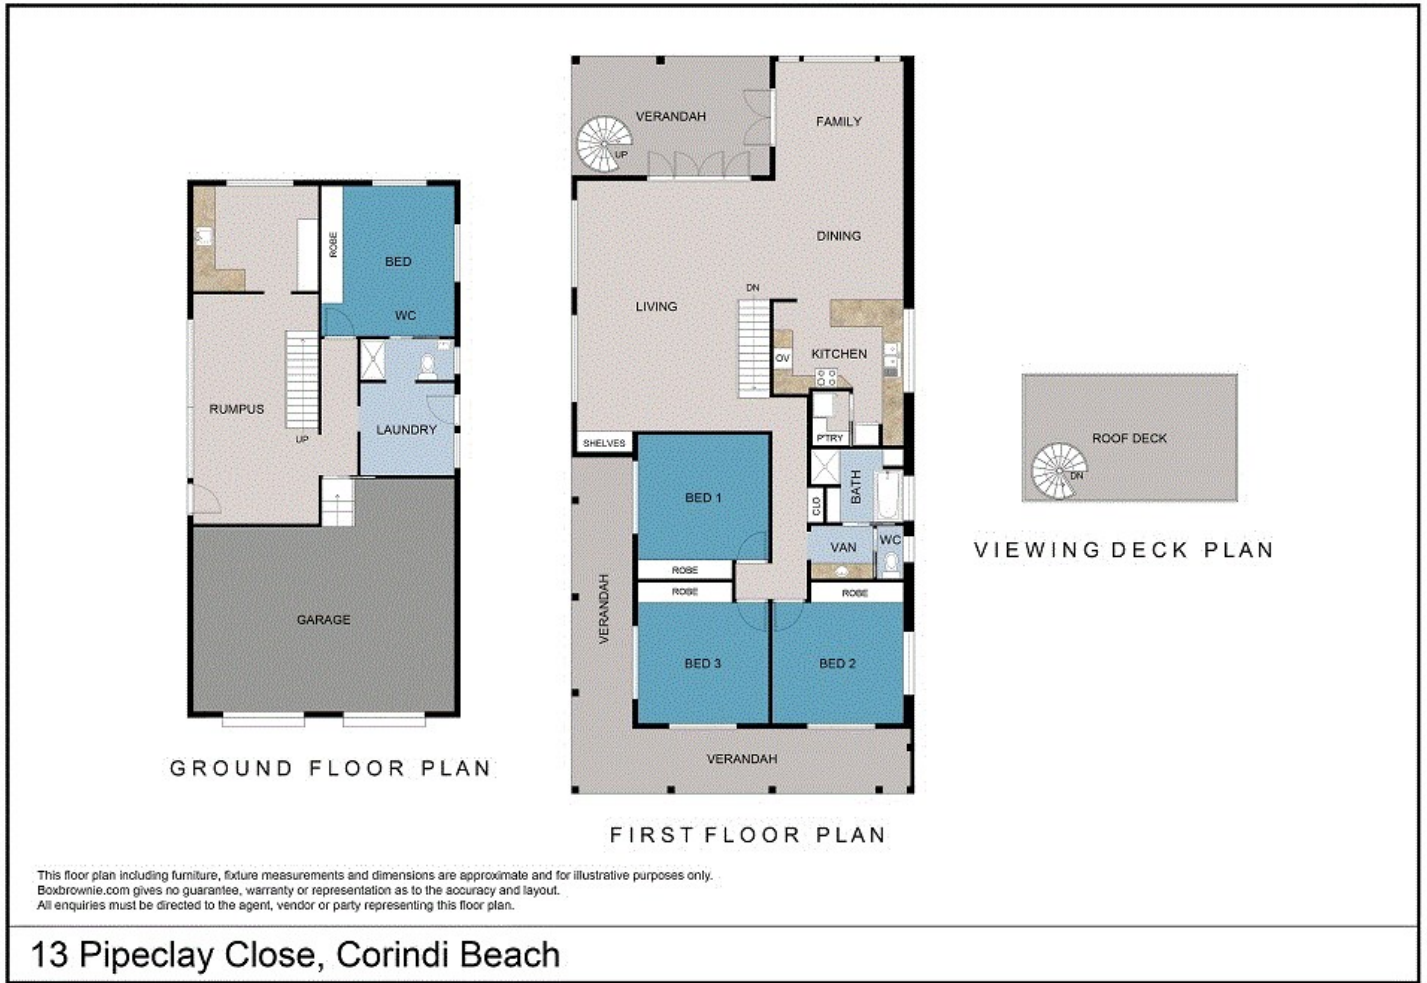 VERANDAH
UP
FAMILY
DINING
LIVING
DN
KITCHEN
OV
P'TRY
SHELVES
BED 1
ROBE
BATH
CLO
VAN
WC
ROBE
ROBE
BED 3
BED 2
VERANDAH
VERANDAH
FIRST FLOOR PLAN
ROBE
BED
WC
RUMPUS
UP
LAUNDRY
GARAGE
GROUND FLOOR PLAN
ROOF DECK
DN
VIEWING DECK PLAN
This floor plan including furniture, fixture measurements and dimensions are approximate and for illustrative purposes only.
Boxbrownie.com gives no guarantee, warranty or representation as to the accuracy and layout.
All enquiries must be directed to the agent, vendor or party representing this floor plan.
13 Pipeclay Close, Corindi Beach